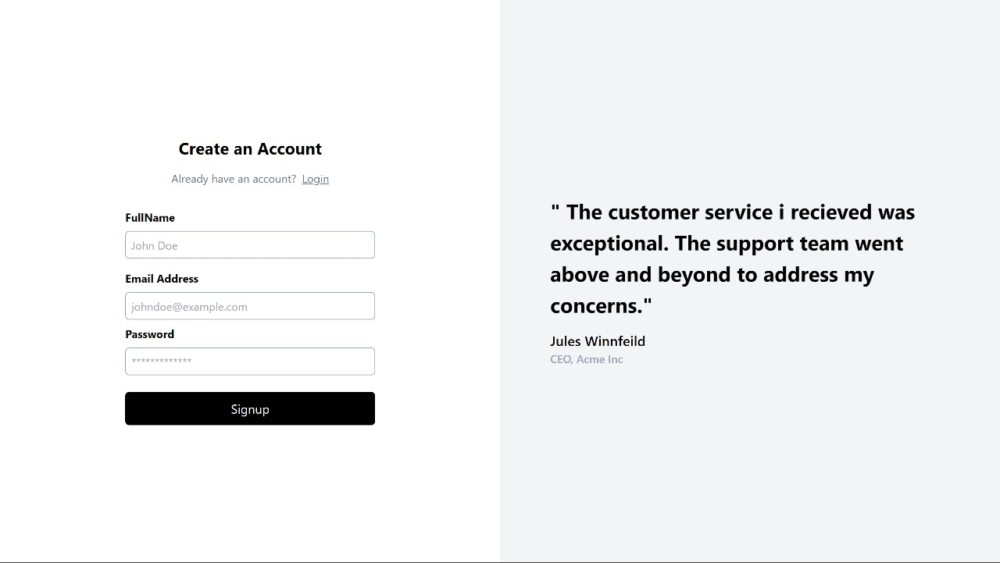 Create an Account
Already have an account? Login
FullName
John Doe
Email Address
johndoe@example.com
Password
*************
Signup
" The customer service i recieved was
exceptional. The support team went
above and beyond to address my
concerns."
Jules Winnfeild
CEO, Acme Inc